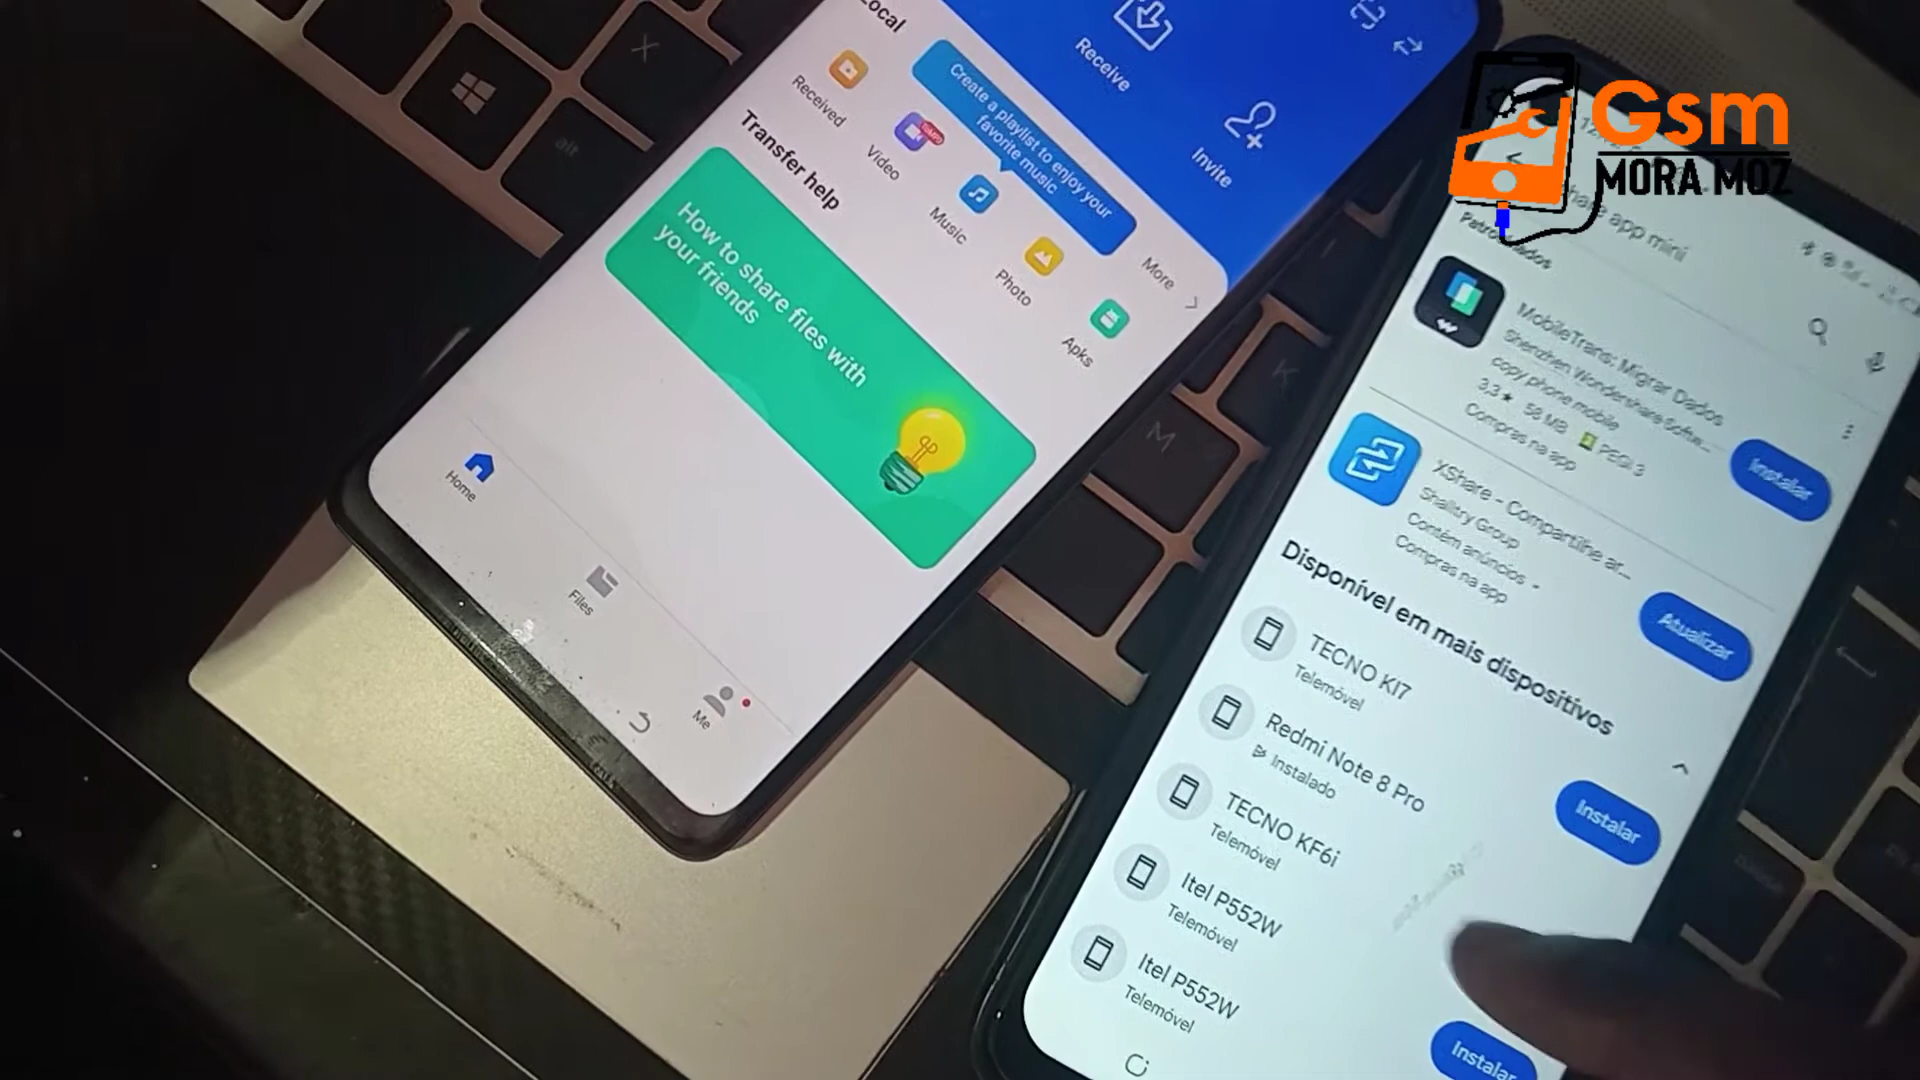 Local
Receive
Invite
Received
Video
Music
Photo
Apks
More
Create a playlist to enjoy your
favorite music
Transfer help
How to share files with
your friends
Home
Files
Me
alt
X
M
K
Gsm
MORA MOZ
share app mini
MobileTrans: Migrar Dados
Shenzhen Wondershare Softw...
copy phone mobile
3,3★ 58 MB PEGI 3
Compras na app
Instalar
XShare - Compartilhe ar...
Shalltry Group
Contém anúncios
Compras na app
Atualizar
Disponível em mais dispositivos
TECNO KI7
Telemóvel
Redmi Note 8 Pro
Instalado
Instalar
TECNO KF6i
Telemóvel
Itel P552W
Telemóvel
Itel P552W
Telemóvel
Instalar